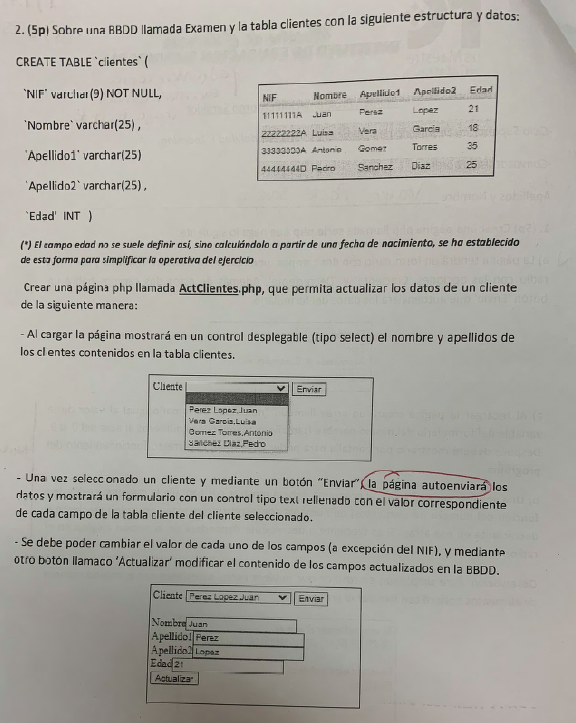 2. (5p) Sobre una BBDD llamada Examen y la tabla clientes con la siguiente estructura y datos:
CREATE TABLE `clientes` (
`NIF` varchar(9) NOT NULL,
`Nombre` varchar(25) ,
`Apellido1` varchar(25)
`Apellido2` varchar(25) ,
`Edad' INT )
NIF Nombre Apellido1 Apellido2 Edad
11111111A Juan Perez Lopez 21
22222222A Luisa Vera Garcia 18
33333333A Antonio Gomez Torres 35
44444444D Pedro Sanchez Diaz 25
(*) El campo edad no se suele definir así, sino calculándolo a partir de una fecha de nacimiento, se ha establecido
de esta forma para simplificar la operativa del ejercicio
Crear una página php llamada ActClientes.php, que permita actualizar los datos de un cliente
de la siguiente manera:
- Al cargar la página mostrará en un control desplegable (tipo select) el nombre y apellidos de
los clientes contenidos en la tabla clientes.
Cliente Enviar
Perez Lopez,Juan
Vera Garcia,Luisa
Gomez Torres,Antonio
Sanchez Diaz,Pedro
- Una vez seleccionado un cliente y mediante un botón "Enviar", la página autoenviará los
datos y mostrará un formulario con un control tipo text rellenado con el valor correspondiente
de cada campo de la tabla cliente del cliente seleccionado.
- Se debe poder cambiar el valor de cada uno de los campos (a excepción del NIF), y mediante
otro botón llamado 'Actualizar' modificar el contenido de los campos actualizados en la BBDD.
Cliente Perez Lopez,Juan Enviar
Nombre Juan
Apellido1 Perez
Apellido2 Lopez
Edad 21
Actualizar